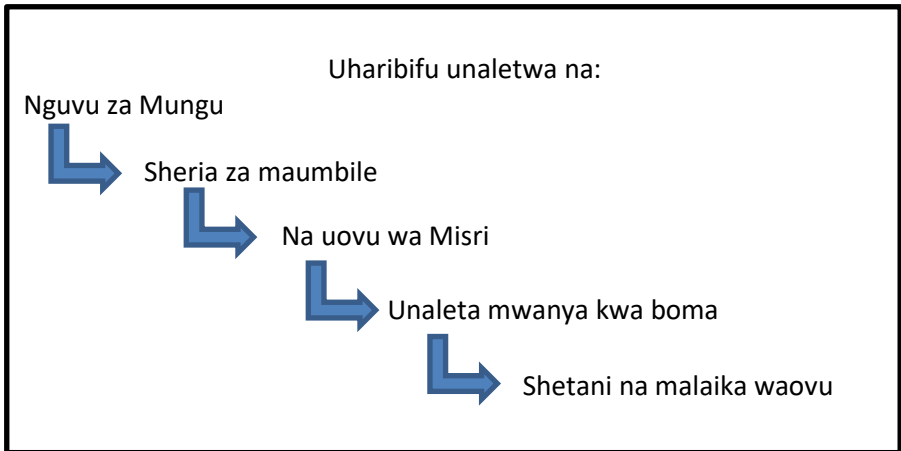 Uharibifu unaletwa na:
Nguvu za Mungu
Sheria za maumbile
Na uovu wa Misri
Unaleta mwanya kwa boma
Shetani na malaika waovu